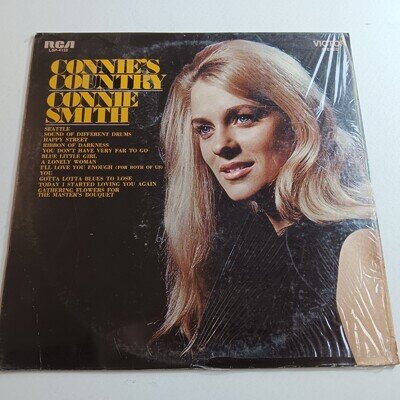 RCA
LSP-4132
VICTOR
CONNIE'S
COUNTRY
CONNIE
SMITH
SEATTLE
SOUND OF DIFFERENT DRUMS
HAPPY STREET
RIBBON OF DARKNESS
YOU DON'T HAVE VERY FAR TO GO
BLUE LITTLE GIRL
A LONELY WOMAN
I'LL LOVE YOU ENOUGH (FOR BOTH OF US)
YOU
GOTTA LOTTA BLUES TO LOSE
TODAY I STARTED LOVING YOU AGAIN
GATHERING FLOWERS FOR
THE MASTER'S BOUQUET